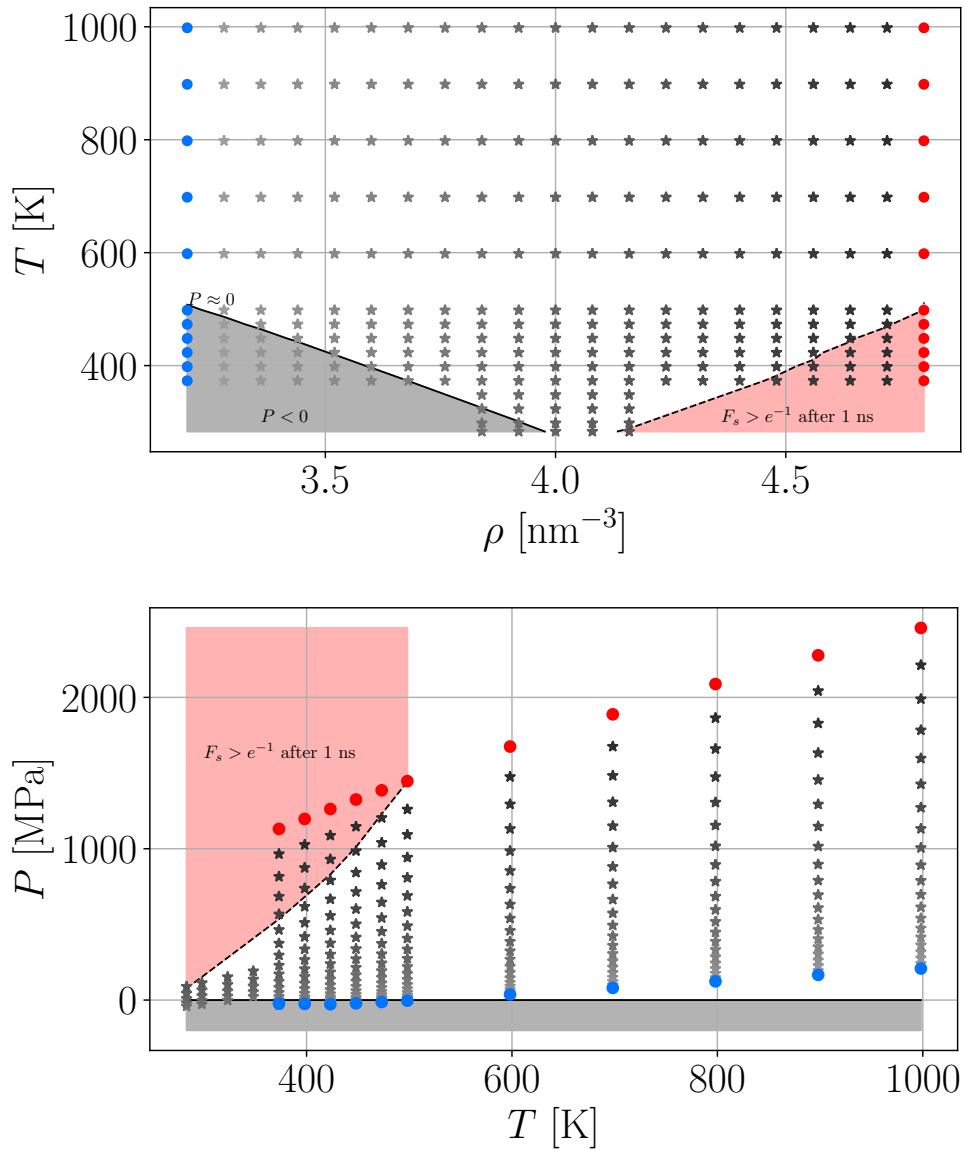 1000
800
600
400
T [K]
P ≈ 0
P < 0
F_s > e^{-1} after 1 ns
3.5 4.0 4.5
ρ [nm^{-3}]
2000
1000
0
P [MPa]
F_s > e^{-1} after 1 ns
400 600 800 1000
T [K]